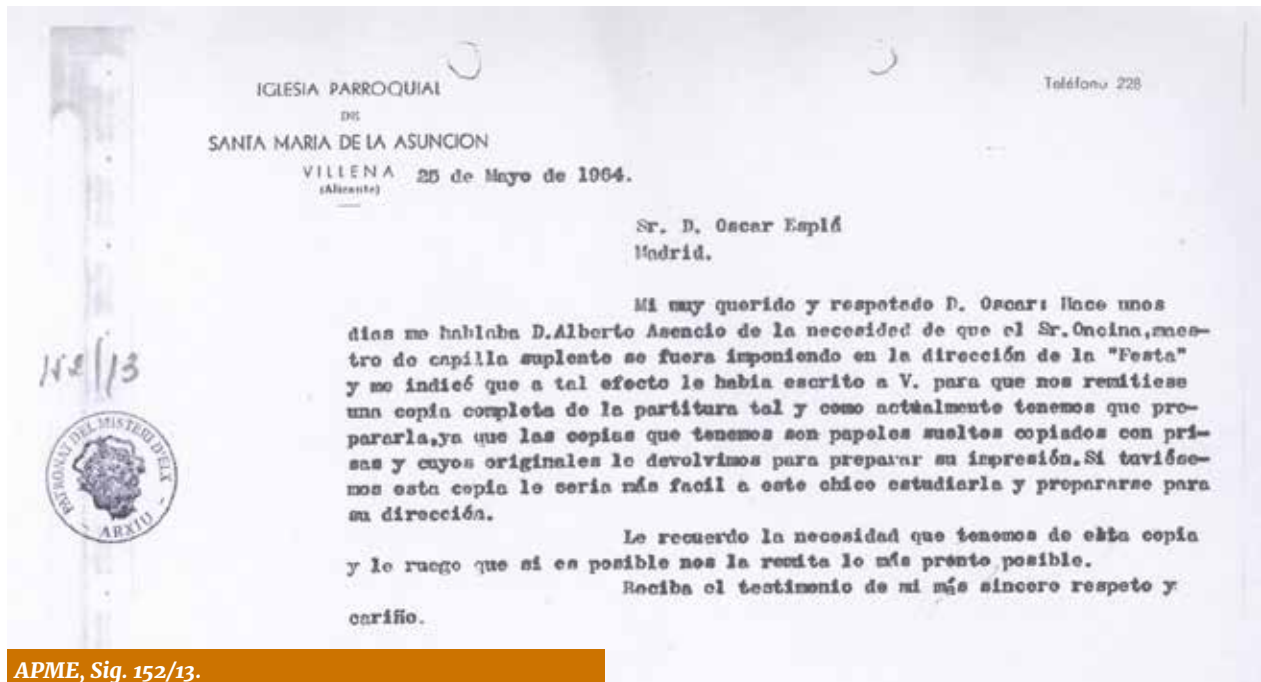 IGLESIA PARROQUIAL
DE
SANTA MARIA DE LA ASUNCION
VILLENA
(Alicante)
Teléfono 228
25 de Mayo de 1964.
Sr. D. Oscar Esplá
Madrid.
Mi muy querido y respetado D. Oscar: Hace unos
dias me hablaba D.Alberto Asencio de la necesidad de que el Sr.Oncina,maes-
tro de capilla suplente se fuera imponiendo en la dirección de la "Festa"
y me indicó que a tal efecto le habia escrito a V. para que nos remitiese
una copia completa de la partitura tal y como actualmente tenemos que pre-
pararla,ya que las copias que tenemos son papeles sueltos copiados con pri-
sas y cuyos originales le devolvimos para preparar su impresión.Si tuviése-
mos esta copia le seria más facil a este chico estudiarla y prepararse para
su dirección.
Le recuerdo la necesidad que tenemos de esta copia
y le ruego que si es posible nos la remita lo más pronto posible.
Reciba el testimonio de mi más sincero respeto y
cariño.
152/13
PATRONAT DEL MISTERI D'ELX
- ARXIU -
APME, Sig. 152/13.